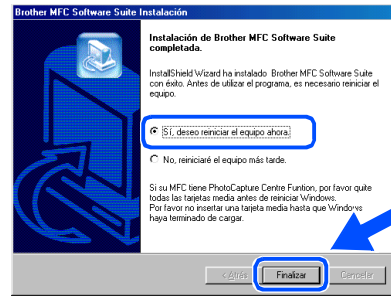 Brother MFC Software Suite Instalación
Instalación de Brother MFC Software Suite
completada.
InstallShield Wizard ha instalado Brother MFC Software Suite
con éxito. Antes de utilizar el programa, es necesario reiniciar el
equipo.
Sí, deseo reiniciar el equipo ahora.
No, reiniciaré el equipo más tarde.
Si su MFC tiene PhotoCapture Centre Funtion, por favor quite
todas las tarjetas media antes de reiniciar Windows.
Por favor no insertar una tarjeta media hasta que Windows
haya terminado de cargar.
< Atrás
Finalizar
Cancelar